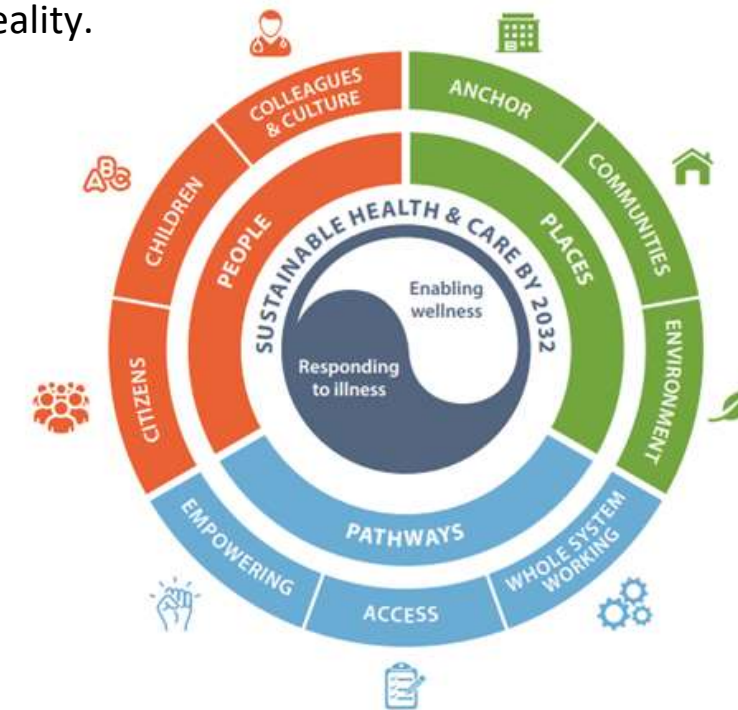 eality.
COLLEAGUES
& CULTURE
ANCHOR
CHILDREN
COMMUNITIES
PEOPLE
PLACES
SUSTAINABLE HEALTH & CARE BY 2032
Enabling
wellness
Responding
to illness
CITIZENS
ENVIRONMENT
EMPOWERING
PATHWAYS
WHOLE SYSTEM
WORKING
ACCESS
ABC